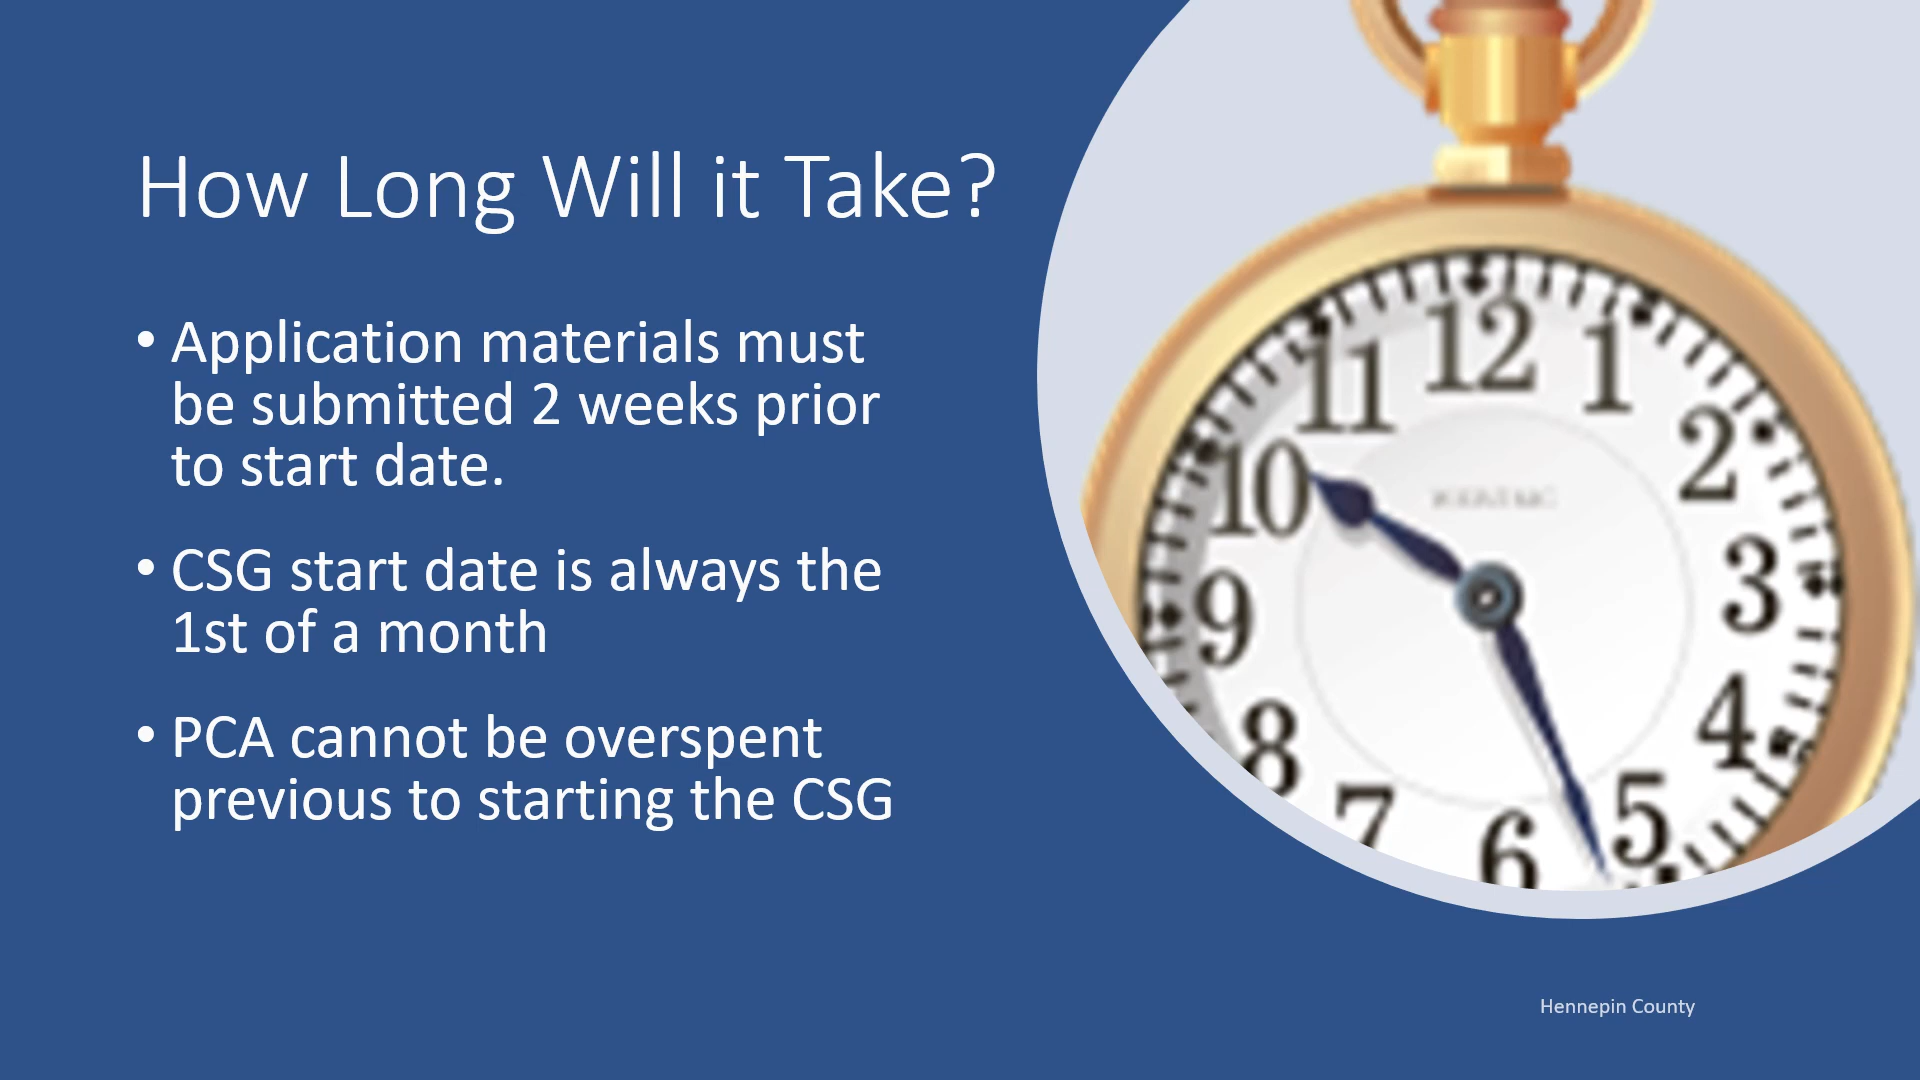 How Long Will it Take?
• Application materials must
be submitted 2 weeks prior
to start date.
• CSG start date is always the
1st of a month
• PCA cannot be overspent
previous to starting the CSG
12
11
1
10
2
9
3
8
4
7
5
6
Hennepin County